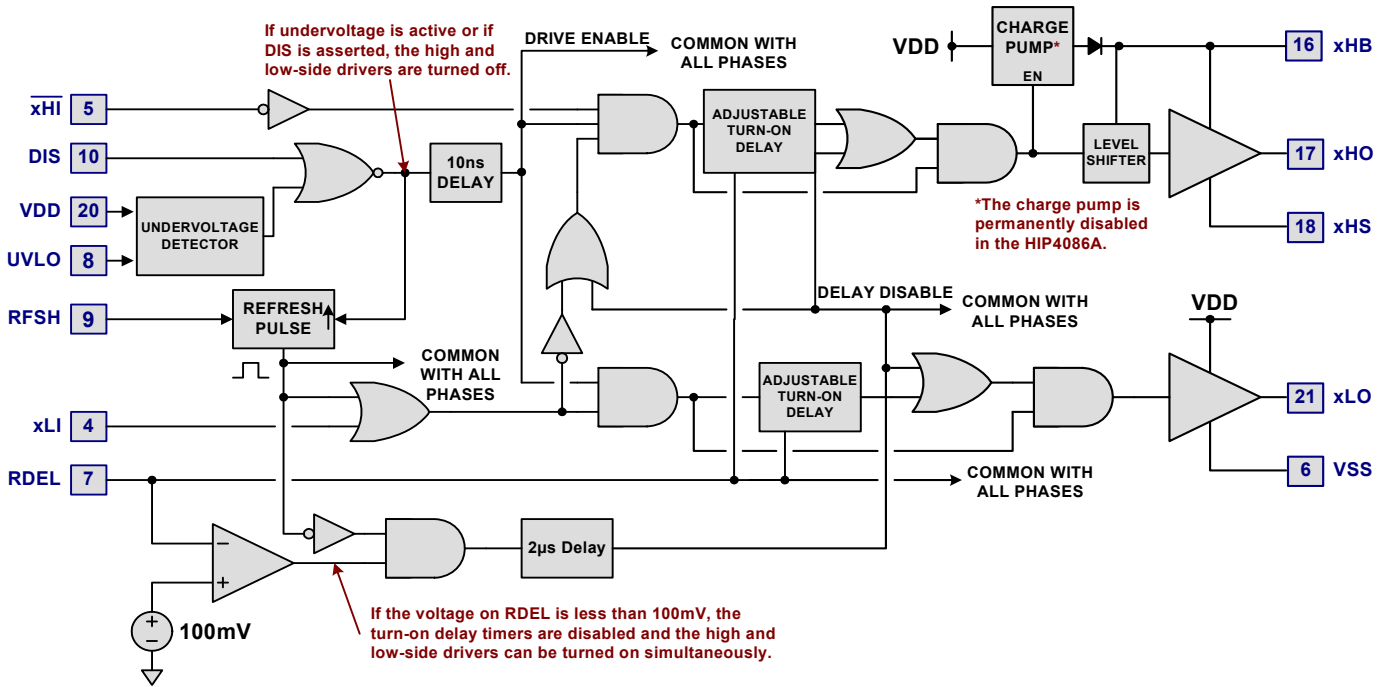 If undervoltage is active or if
DIS is asserted, the high and
low-side drivers are turned off.
DRIVE ENABLE
COMMON WITH
ALL PHASES
VDD
CHARGE
PUMP*
EN
16 xHB
xHI 5
ADJUSTABLE
TURN-ON
DELAY
LEVEL
SHIFTER
17 xHO
DIS 10
10ns
DELAY
VDD 20
UNDERVOLTAGE
DETECTOR
UVLO 8
*The charge pump is
permanently disabled
in the HIP4086A.
18 xHS
RFSH 9
REFRESH
PULSE
DELAY DISABLE
COMMON WITH
ALL PHASES
VDD
COMMON
WITH ALL
PHASES
ADJUSTABLE
TURN-ON
DELAY
21 xLO
xLI 4
RDEL 7
COMMON WITH
ALL PHASES
6 VSS
−
+
2µs Delay
+
−
100mV
If the voltage on RDEL is less than 100mV, the
turn-on delay timers are disabled and the high and
low-side drivers can be turned on simultaneously.